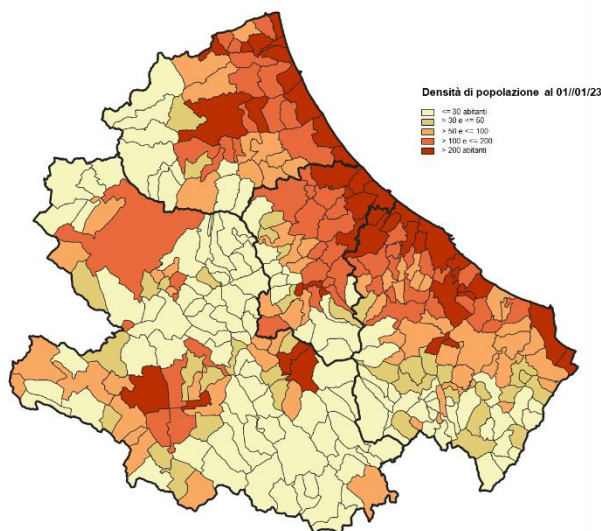 Densità di popolazione al 01//01/23
<= 30 abitanti
> 30 e <= 50
> 50 e <= 100
> 100 e <= 200
> 200 abitanti